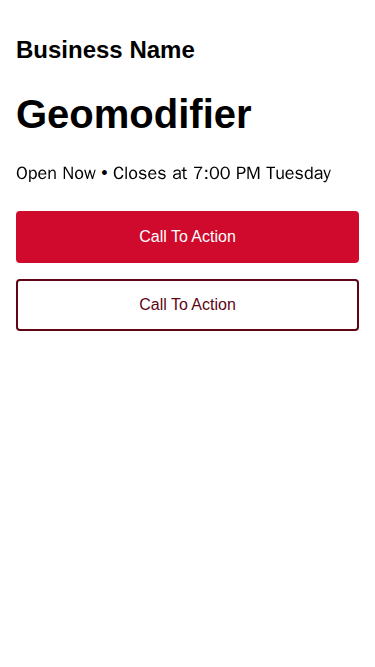 Business Name
Geomodifier
Open Now • Closes at 7:00 PM Tuesday
Call To Action
Call To Action